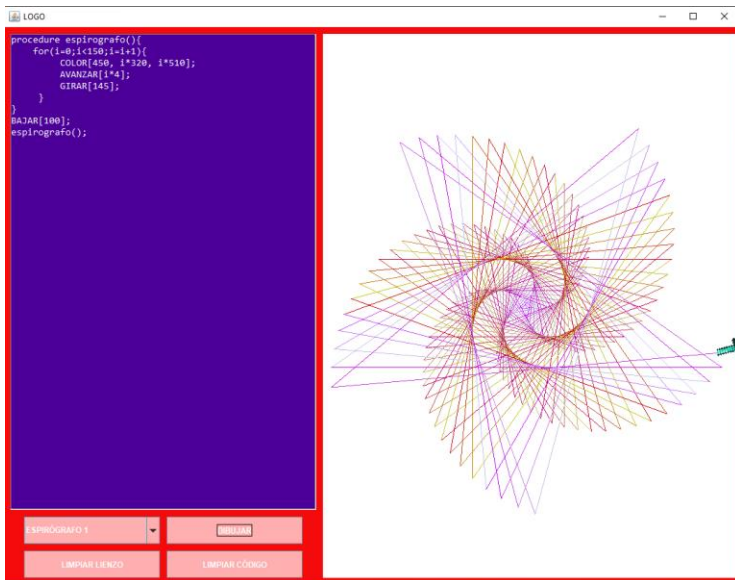 LOGO
procedure espirografo(){
    for(i=0;i<150;i=i+1){
         COLOR[450, i*320, i*510];
         AVANZAR[i*4];
         GIRAR[145];
     }
}
BAJAR[100];
espirografo();
ESPIRÓGRAFO 1
DIBUJAR
LIMPIAR LIENZO
LIMPIAR CÓDIGO